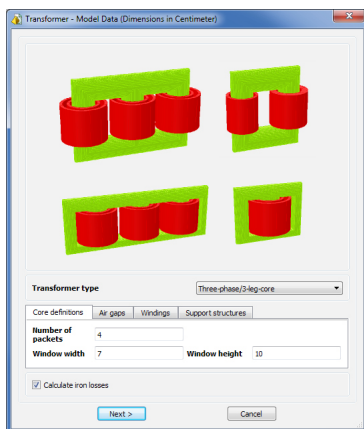 Transformer - Model Data (Dimensions in Centimeter)
Transformer type Three-phase/3-leg-core
Core definitions Air gaps Windings Support structures
Number of
packets 4
Window width 7 Window height 10
Calculate iron losses
Next > Cancel